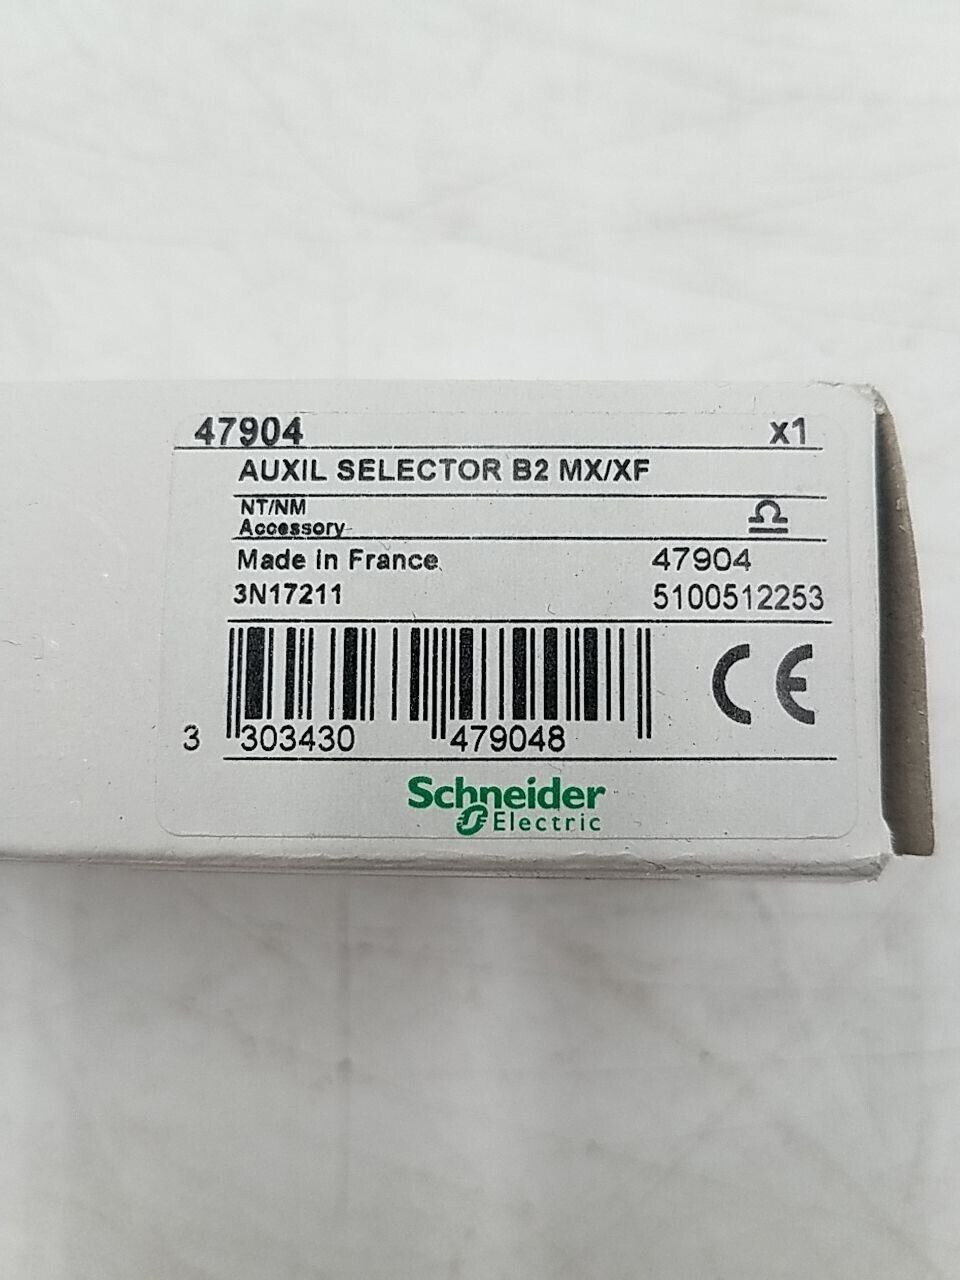 47904 x1
AUXIL SELECTOR B2 MX/XF
NT/NM
Accessory
Made in France 47904
3N17211 5100512253
CE
3 303430 479048
Schneider
Electric